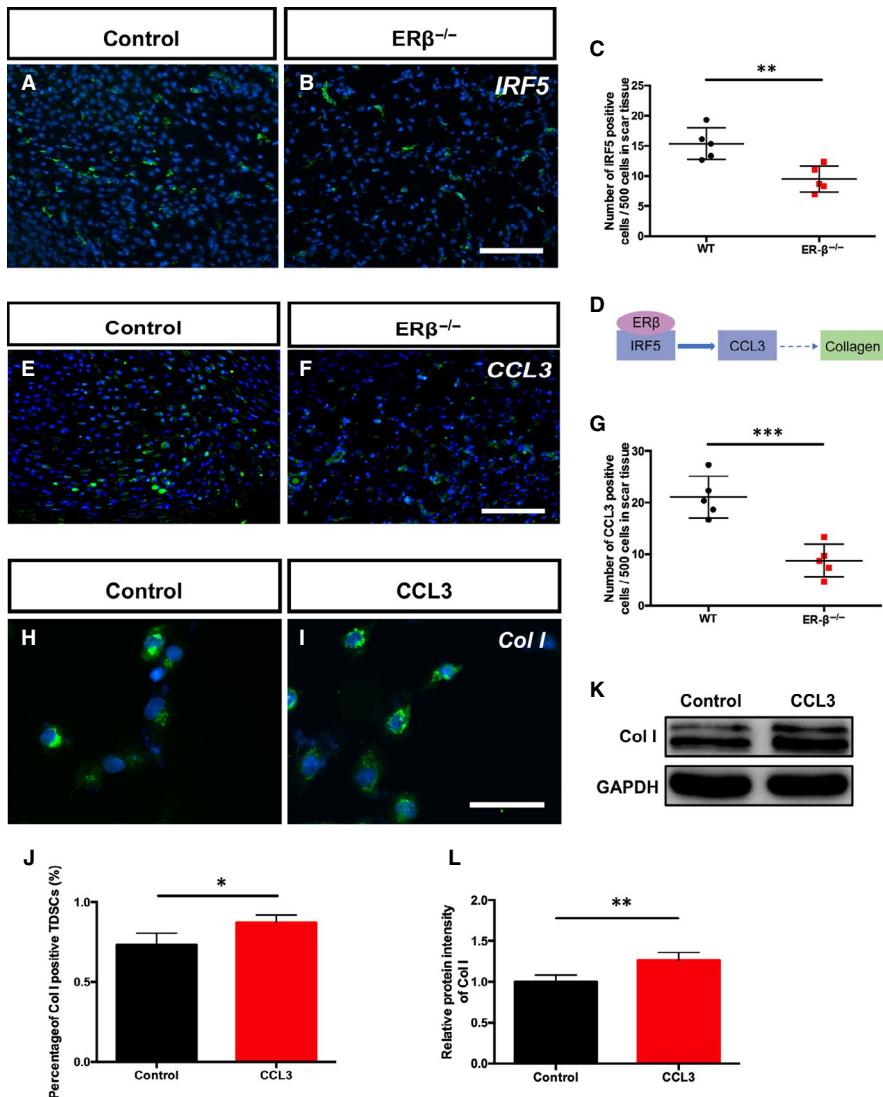 Control
ERβ−/−
A
B
IRF5
C
**
Number of IRF5 positive
cells / 500 cells in scar tissue
25
20
15
10
5
0
WT
ER-β−/−
D
ERβ
IRF5
CCL3
Collagen
Control
ERβ−/−
E
F
CCL3
G
***
Number of CCL3 positive
cells / 500 cells in scar tissue
30
20
10
0
WT
ER-β−/−
Control
CCL3
H
I
Col I
K
Control
CCL3
Col I
GAPDH
J
*
Percentageof Col I positive TDSCs (%)
1.0
0.5
0.0
Control
CCL3
L
**
Relative protein intensity
of Col I
2.0
1.5
1.0
0.5
0.0
Control
CCL3